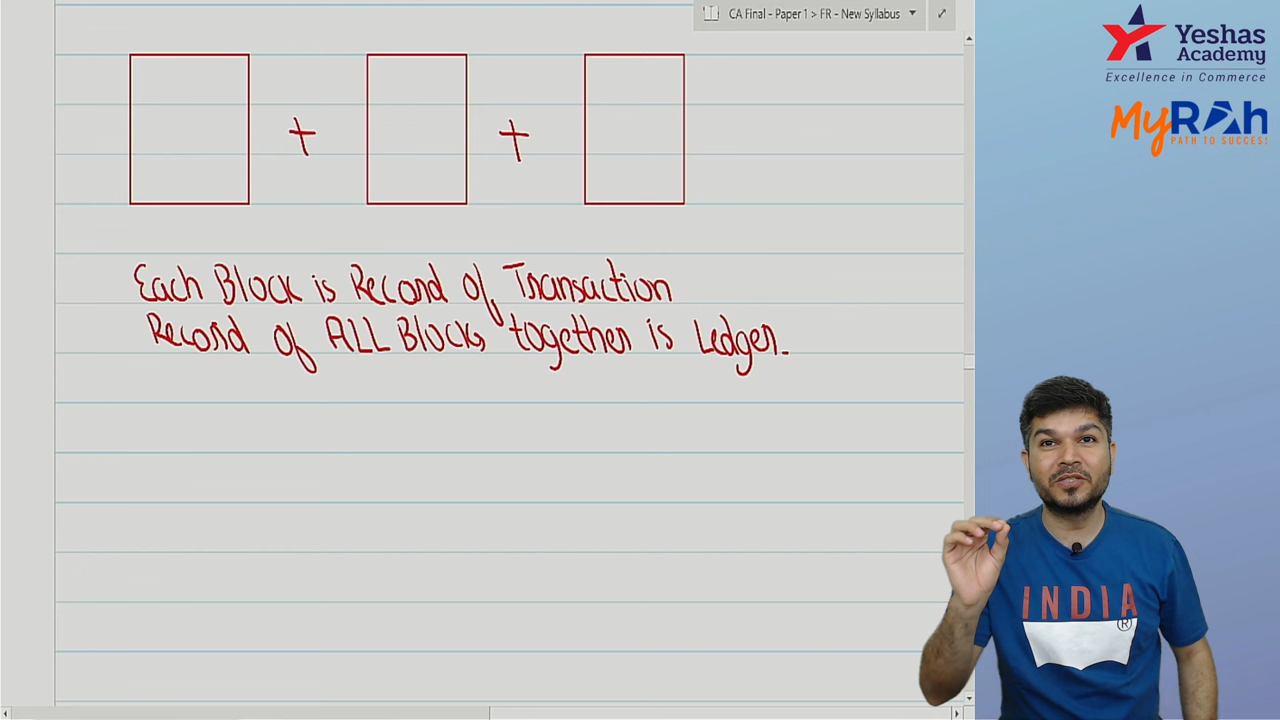 CA Final - Paper 1 > FR - New Syllabus
Yeshas
Academy
Excellence in Commerce
MyRAh
PATH TO SUCCESS
+ +
Each Block is Record of Transaction
Record of ALL Blocks together is Ledger.
INDIA
®